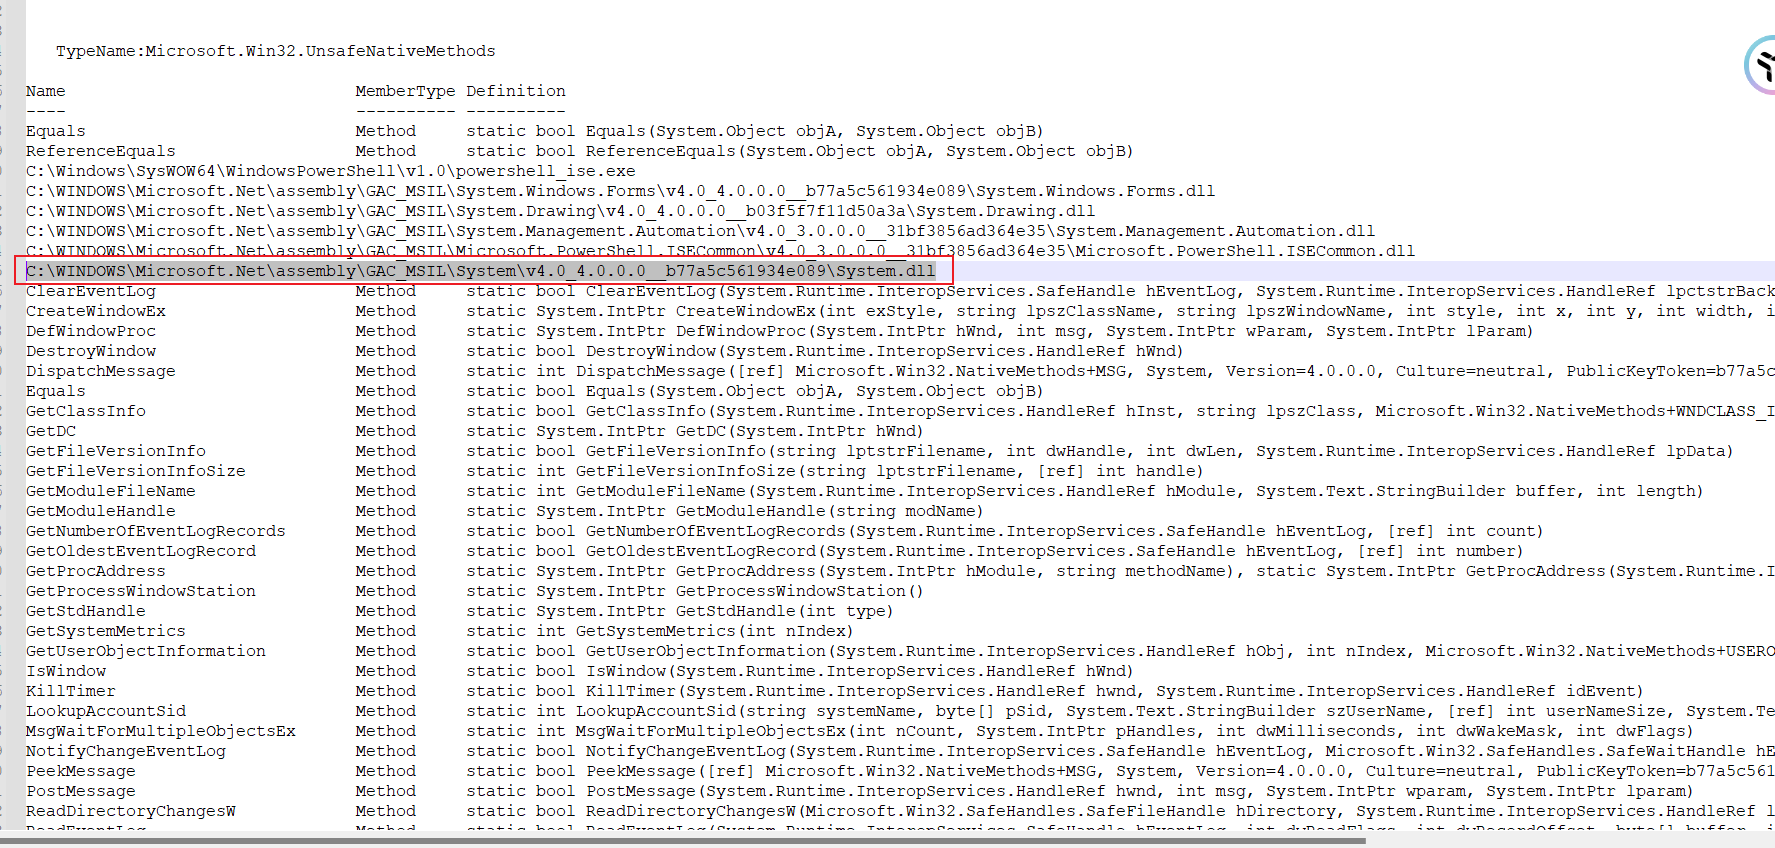 TypeName:Microsoft.Win32.UnsafeNativeMethods
Name MemberType Definition
---- ---------- ----------
Equals Method static bool Equals(System.Object objA, System.Object objB)
ReferenceEquals Method static bool ReferenceEquals(System.Object objA, System.Object objB)
C:\Windows\SysWOW64\WindowsPowerShell\v1.0\powershell_ise.exe
C:\WINDOWS\Microsoft.Net\assembly\GAC_MSIL\System.Windows.Forms\v4.0_4.0.0.0__b77a5c561934e089\System.Windows.Forms.dll
C:\WINDOWS\Microsoft.Net\assembly\GAC_MSIL\System.Drawing\v4.0_4.0.0.0__b03f5f7f11d50a3a\System.Drawing.dll
C:\WINDOWS\Microsoft.Net\assembly\GAC_MSIL\System.Management.Automation\v4.0_3.0.0.0__31bf3856ad364e35\System.Management.Automation.dll
C:\WINDOWS\Microsoft.Net\assembly\GAC_MSIL\Microsoft.PowerShell.ISECommon\v4.0_3.0.0.0__31bf3856ad364e35\Microsoft.PowerShell.ISECommon.dll
C:\WINDOWS\Microsoft.Net\assembly\GAC_MSIL\System\v4.0_4.0.0.0__b77a5c561934e089\System.dll
ClearEventLog Method static bool ClearEventLog(System.Runtime.InteropServices.SafeHandle hEventLog, System.Runtime.InteropServices.HandleRef lpctstrBack
CreateWindowEx Method static System.IntPtr CreateWindowEx(int exStyle, string lpszClassName, string lpszWindowName, int style, int x, int y, int width, i
DefWindowProc Method static System.IntPtr DefWindowProc(System.IntPtr hWnd, int msg, System.IntPtr wParam, System.IntPtr lParam)
DestroyWindow Method static bool DestroyWindow(System.Runtime.InteropServices.HandleRef hWnd)
DispatchMessage Method static int DispatchMessage([ref] Microsoft.Win32.NativeMethods+MSG, System, Version=4.0.0.0, Culture=neutral, PublicKeyToken=b77a5c
Equals Method static bool Equals(System.Object objA, System.Object objB)
GetClassInfo Method static bool GetClassInfo(System.Runtime.InteropServices.HandleRef hInst, string lpszClass, Microsoft.Win32.NativeMethods+WNDCLASS_I
GetDC Method static System.IntPtr GetDC(System.IntPtr hWnd)
GetFileVersionInfo Method static bool GetFileVersionInfo(string lptstrFilename, int dwHandle, int dwLen, System.Runtime.InteropServices.HandleRef lpData)
GetFileVersionInfoSize Method static int GetFileVersionInfoSize(string lptstrFilename, [ref] int handle)
GetModuleFileName Method static int GetModuleFileName(System.Runtime.InteropServices.HandleRef hModule, System.Text.StringBuilder buffer, int length)
GetModuleHandle Method static System.IntPtr GetModuleHandle(string modName)
GetNumberOfEventLogRecords Method static bool GetNumberOfEventLogRecords(System.Runtime.InteropServices.SafeHandle hEventLog, [ref] int count)
GetOldestEventLogRecord Method static bool GetOldestEventLogRecord(System.Runtime.InteropServices.SafeHandle hEventLog, [ref] int number)
GetProcAddress Method static System.IntPtr GetProcAddress(System.IntPtr hModule, string methodName), static System.IntPtr GetProcAddress(System.Runtime.I
GetProcessWindowStation Method static System.IntPtr GetProcessWindowStation()
GetStdHandle Method static System.IntPtr GetStdHandle(int type)
GetSystemMetrics Method static int GetSystemMetrics(int nIndex)
GetUserObjectInformation Method static bool GetUserObjectInformation(System.Runtime.InteropServices.HandleRef hObj, int nIndex, Microsoft.Win32.NativeMethods+USERO
IsWindow Method static bool IsWindow(System.Runtime.InteropServices.HandleRef hWnd)
KillTimer Method static bool KillTimer(System.Runtime.InteropServices.HandleRef hwnd, System.Runtime.InteropServices.HandleRef idEvent)
LookupAccountSid Method static int LookupAccountSid(string systemName, byte[] pSid, System.Text.StringBuilder szUserName, [ref] int userNameSize, System.Te
MsgWaitForMultipleObjectsEx Method static int MsgWaitForMultipleObjectsEx(int nCount, System.IntPtr pHandles, int dwMilliseconds, int dwWakeMask, int dwFlags)
NotifyChangeEventLog Method static bool NotifyChangeEventLog(System.Runtime.InteropServices.SafeHandle hEventLog, Microsoft.Win32.SafeHandles.SafeWaitHandle hE
PeekMessage Method static bool PeekMessage([ref] Microsoft.Win32.NativeMethods+MSG, System, Version=4.0.0.0, Culture=neutral, PublicKeyToken=b77a5c561
PostMessage Method static bool PostMessage(System.Runtime.InteropServices.HandleRef hwnd, int msg, System.IntPtr wparam, System.IntPtr lparam)
ReadDirectoryChangesW Method static bool ReadDirectoryChangesW(Microsoft.Win32.SafeHandles.SafeFileHandle hDirectory, System.Runtime.InteropServices.HandleRef l
ReadEventLog Method static bool ReadEventLog(System.Runtime.InteropServices.SafeHandle hEventLog, int dwReadFlags, int dwRecordOffset, byte[] buffer, i